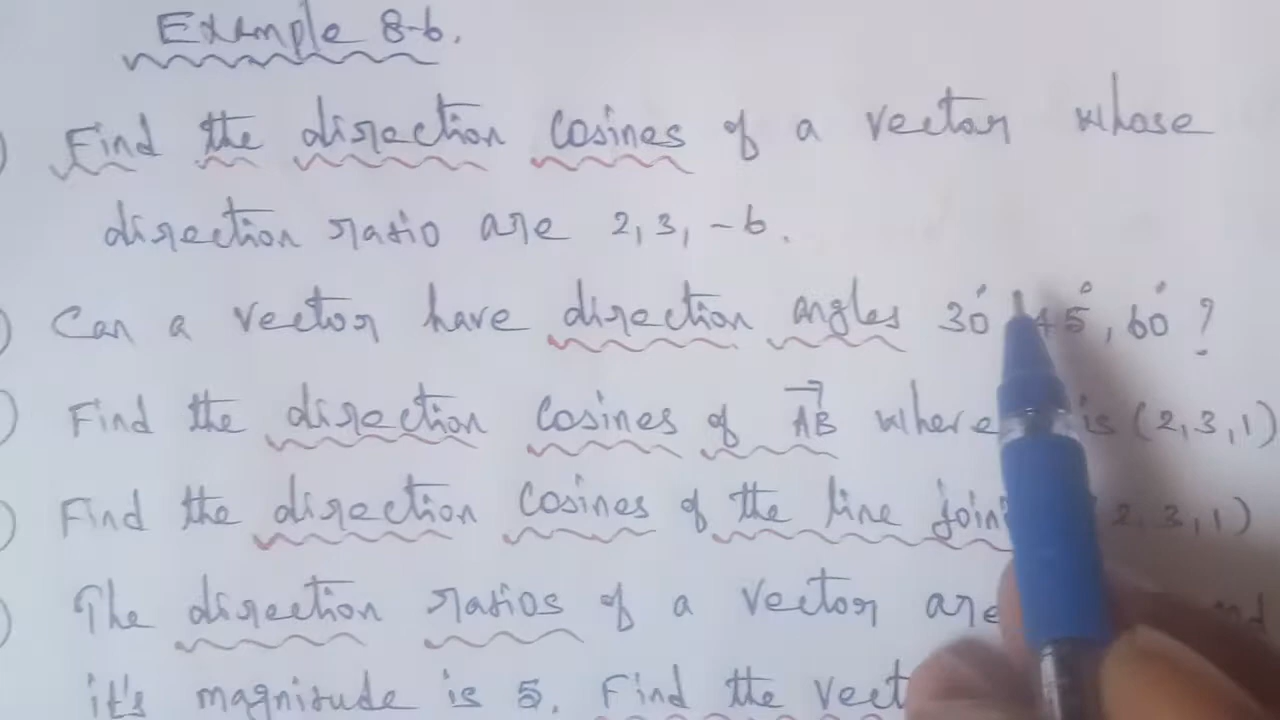 Example 8-6.
) Find the direction cosines of a vector whose
direction ratio are 2, 3, -6.
) Can a vector have direction angles 30° 45°, 60° ?
) Find the direction cosines of AB where is (2,3,1)
) Find the direction cosines of the line join 2,3,1)
) The direction ratios of a vector are
it's magnitude is 5. Find the vect